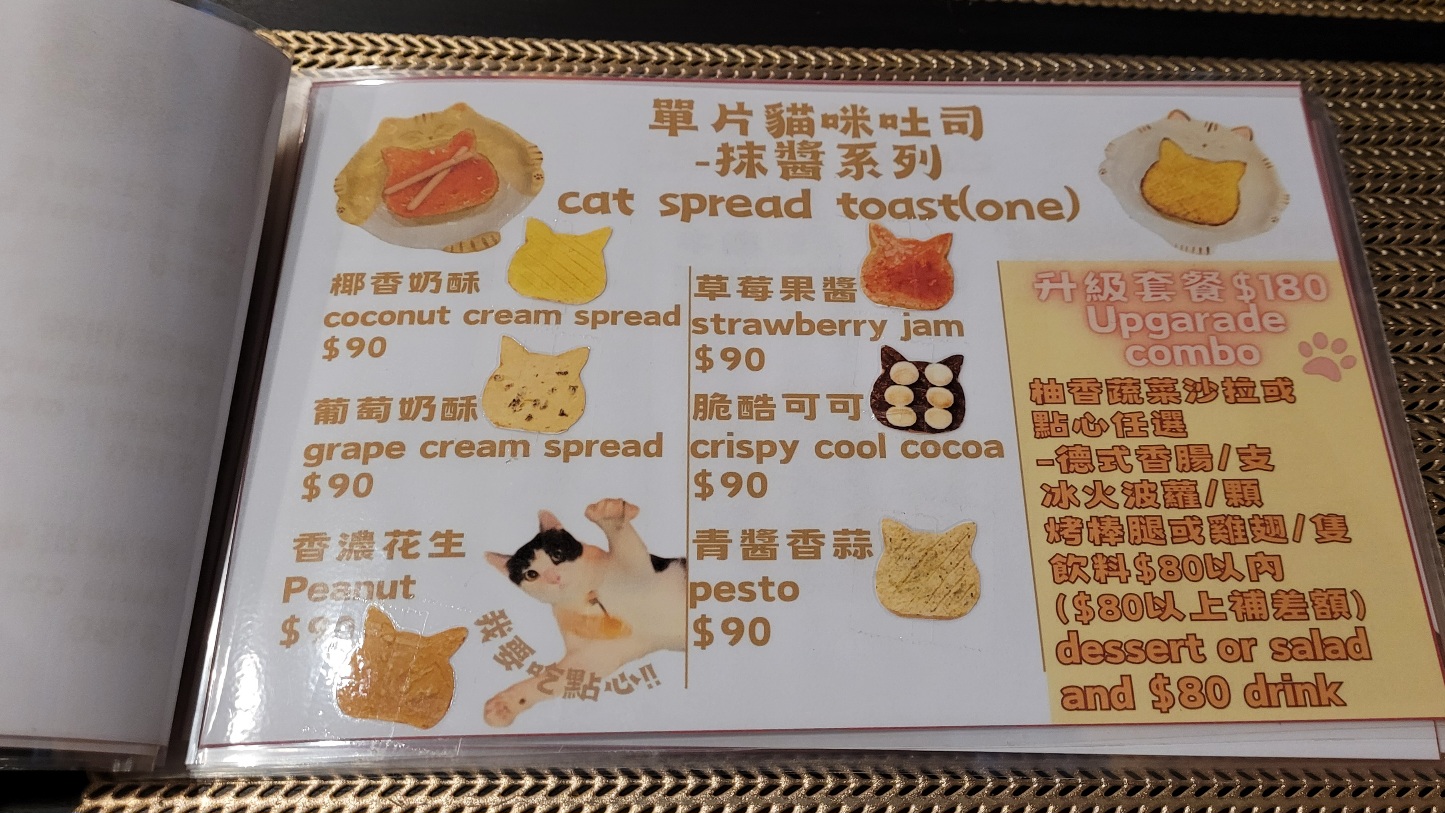 單片貓咪吐司
-抹醬系列
cat spread toast(one)
椰香奶酥
coconut cream spread
$90
葡萄奶酥
grape cream spread
$90
香濃花生
Peanut
$90
我要吃點心!!
草莓果醬
strawberry jam
$90
脆酷可可
crispy cool cocoa
$90
青醬香蒜
pesto
$90
升級套餐$180
Upgarade
combo
柚香蔬菜沙拉或
點心任選
-德式香腸/支
冰火波蘿/顆
烤棒腿或雞翅/隻
飲料$80以內
($80以上補差額)
dessert or salad
and $80 drink